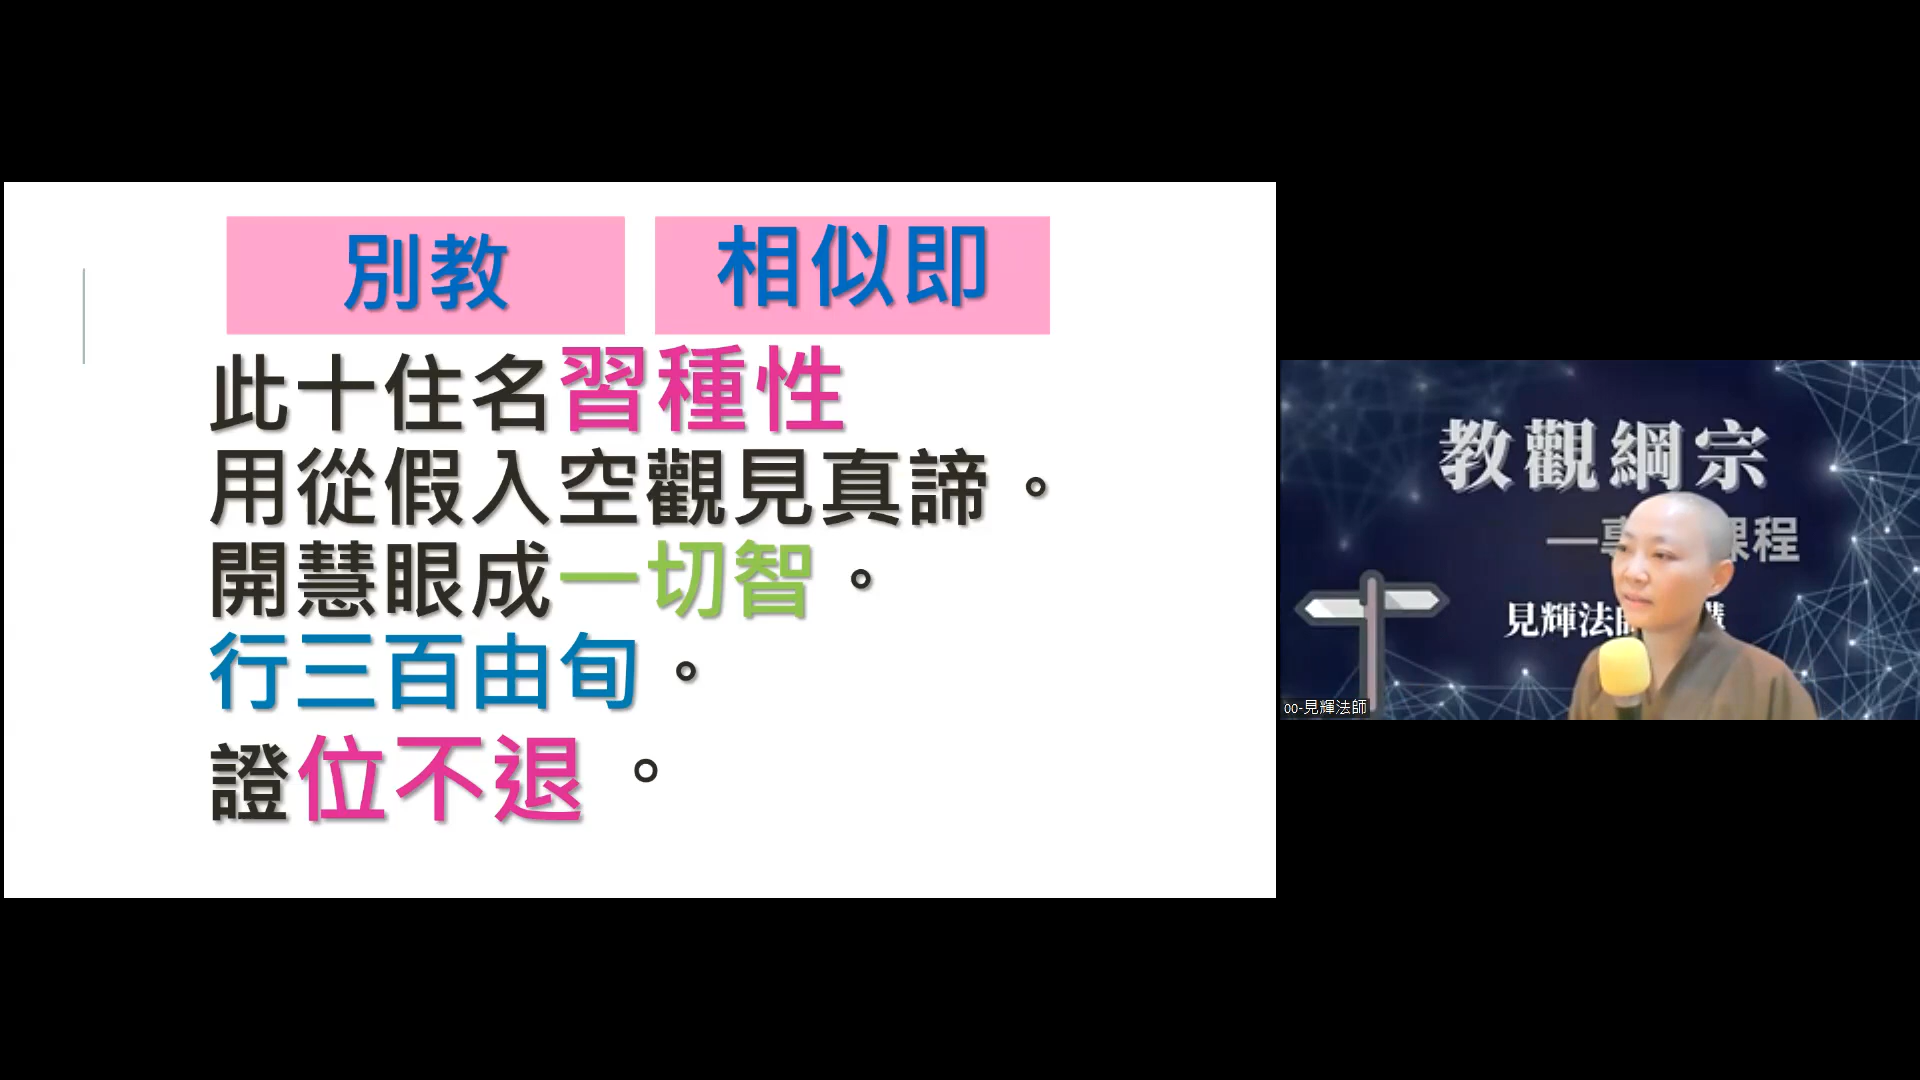 別教 相似即
此十住名習種性
用從假入空觀見真諦。
開慧眼成一切智。
行三百由旬。
證位不退。
教觀綱宗
課程
見輝法
00-見輝法師